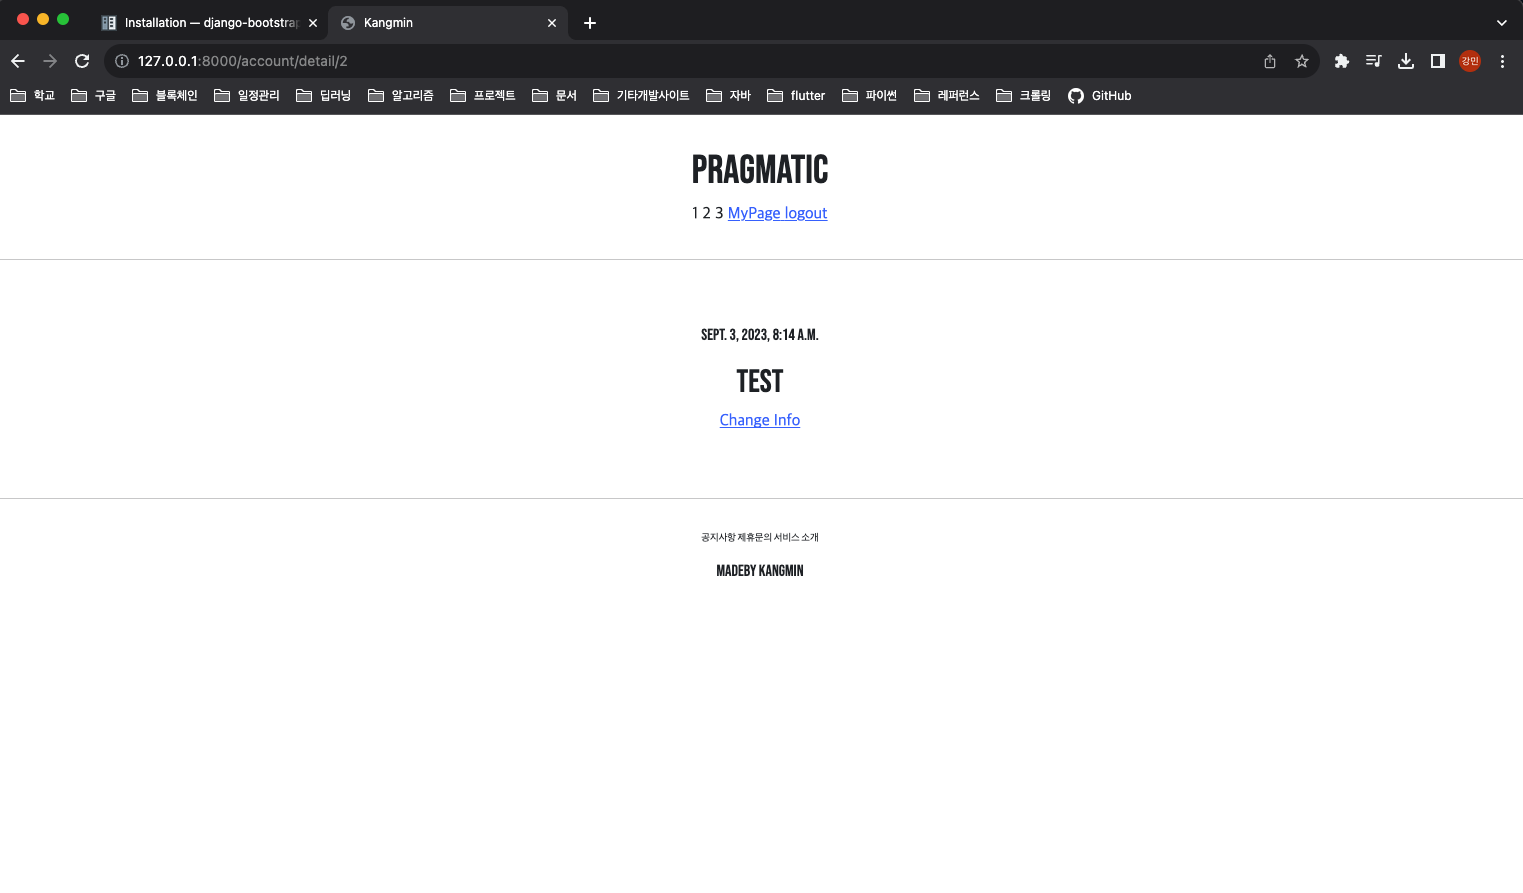 Installation — django-bootstrap
Kangmin
127.0.0.1:8000/account/detail/2
강민
학교 구글 블록체인 일정관리 딥러닝 알고리즘 프로젝트 문서 기타개발사이트 자바 flutter 파이썬 레퍼런스 크롤링 GitHub
PRAGMATIC
1 2 3 MyPage logout
SEPT. 3, 2023, 8:14 A.M.
TEST
Change Info
공지사항 제휴문의 서비스 소개
MADEBY KANGMIN